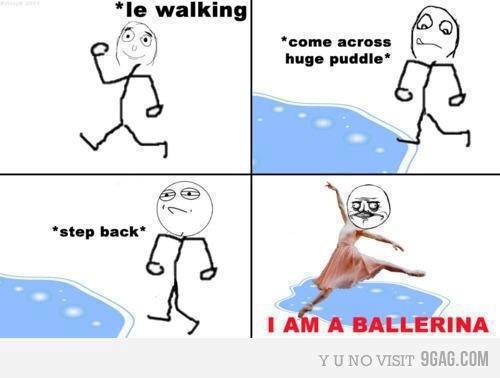 *le walking
*come across
huge puddle*
*step back*
I AM A BALLERINA
Y U NO VISIT 9GAG.COM